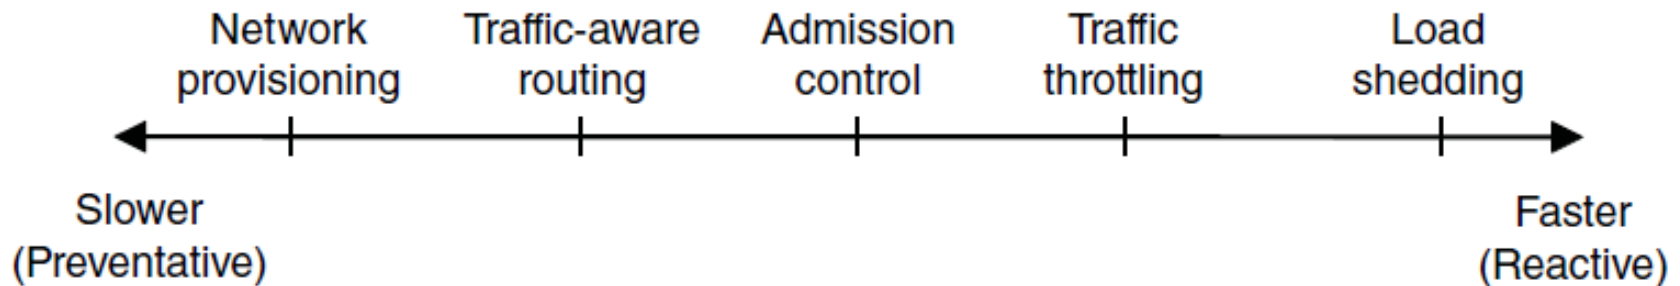 Network
provisioning
Traffic-aware
routing
Admission
control
Traffic
throttling
Load
shedding
Slower
(Preventative)
Faster
(Reactive)